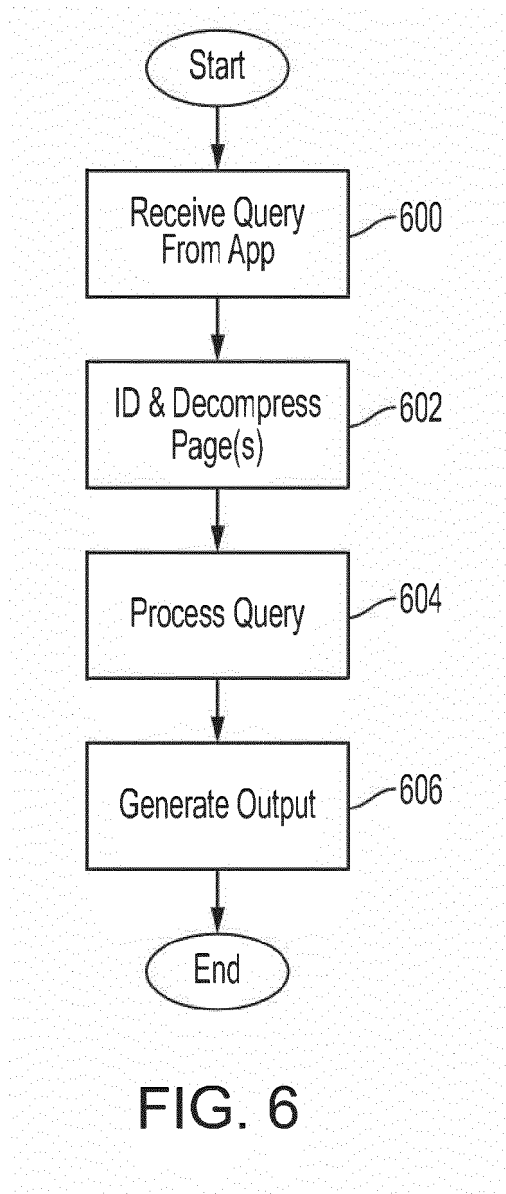 Start
Receive Query
From App
600
ID & Decompress
Page(s)
602
Process Query
604
Generate Output
606
End
FIG. 6